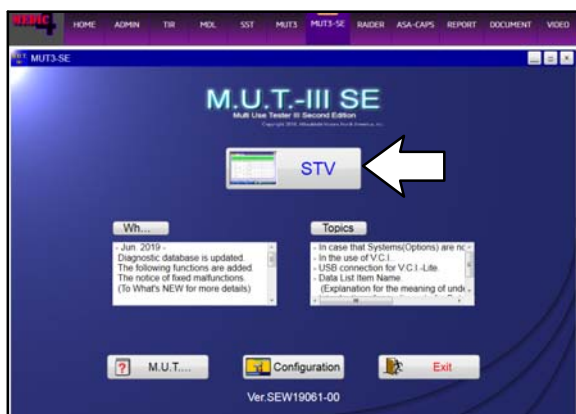 MEDIC
4
HOME ADMIN TIR MDL SST MUT3 MUT3-SE RAIDER ASA-CAPS REPORT DOCUMENT VIDEO
MUT3-SE
M.U.T.-III SE
Multi Use Tester III Second Edition
STV
Wh...
- Jun. 2019 -
Diagnostic database is updated.
The following functions are added.
The notice of fixed malfunctions.
(To What's NEW for more details)
Topics
- In case that Systems(Options) are no
- In the use of V.C.I.
- USB connection for V.C.I.-Lite.
- Data List Item Name
(Explanation for the meaning of unde
M.U.T....
Configuration
Exit
Ver.SEW19061-00